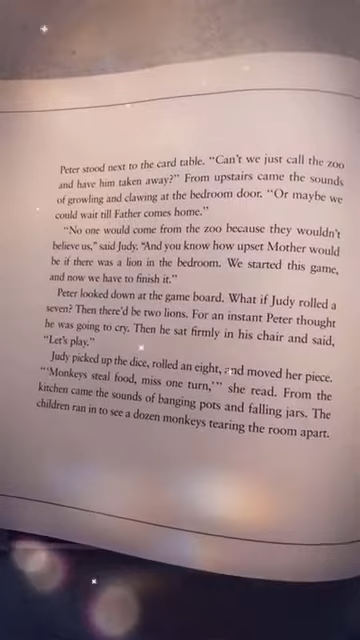 Peter stood next to the card table. "Can't we just call the zoo
and have him taken away?" From upstairs came the sounds
of growling and clawing at the bedroom door. "Or maybe we
could wait till Father comes home."
"No one would come from the zoo because they wouldn't
believe us," said Judy. "And you know how upset Mother would
be if there was a lion in the bedroom. We started this game,
and now we have to finish it."
Peter looked down at the game board. What if Judy rolled a
seven? Then there'd be two lions. For an instant Peter thought
he was going to cry. Then he sat firmly in his chair and said,
"Let's play."
Judy picked up the dice, rolled an eight, and moved her piece.
"'Monkeys steal food, miss one turn,'" she read. From the
kitchen came the sounds of banging pots and falling jars. The
children ran in to see a dozen monkeys tearing the room apart.